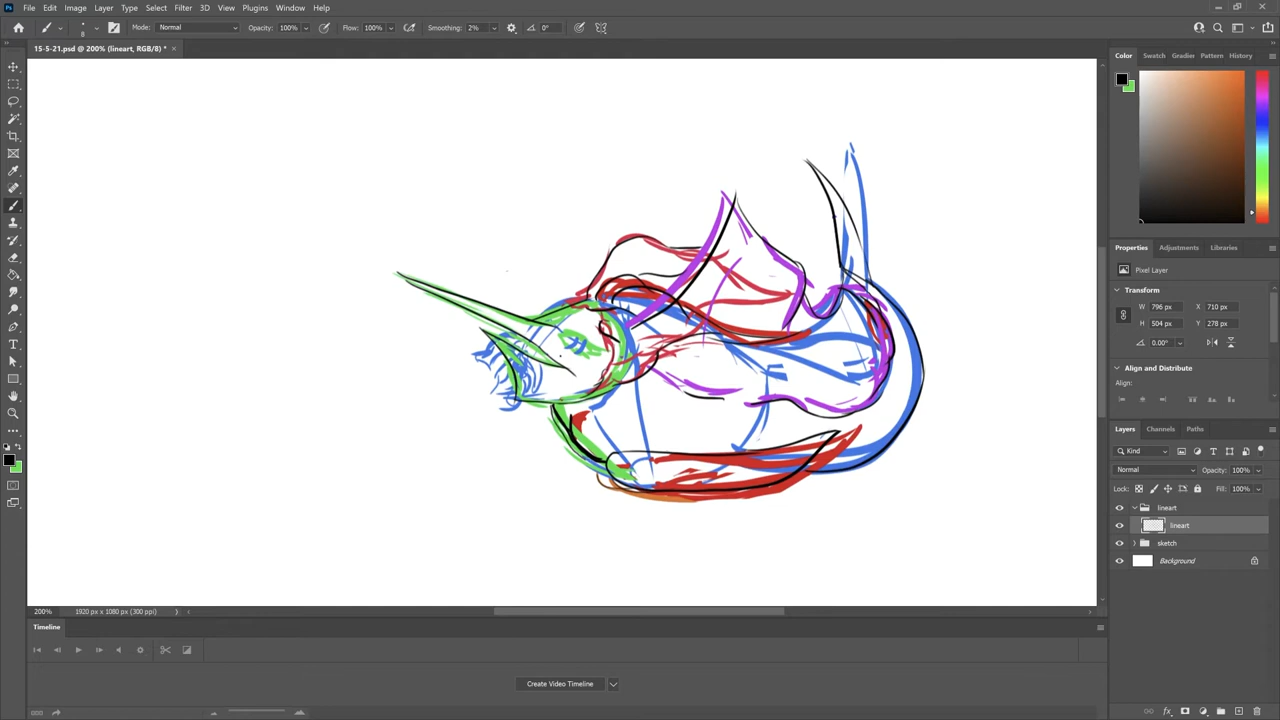 File Edit Image Layer Type Select Filter 3D View Plugins Window Help
8 Mode: Normal Opacity: 100% Flow: 100% Smoothing: 2% 0°
15-5-21.psd @ 200% (lineart, RGB/8) *
Color Swatch Gradier Pattern History
Properties Adjustments Libraries
Pixel Layer
Transform
W 796 px X 710 px
H 504 px Y 278 px
0.00°
Align and Distribute
Align:
Layers Channels Paths
Kind
Normal Opacity: 100%
Lock: Fill: 100%
lineart
lineart
sketch
Background
200% 1920 px x 1080 px (300 ppi)
Timeline
Create Video Timeline